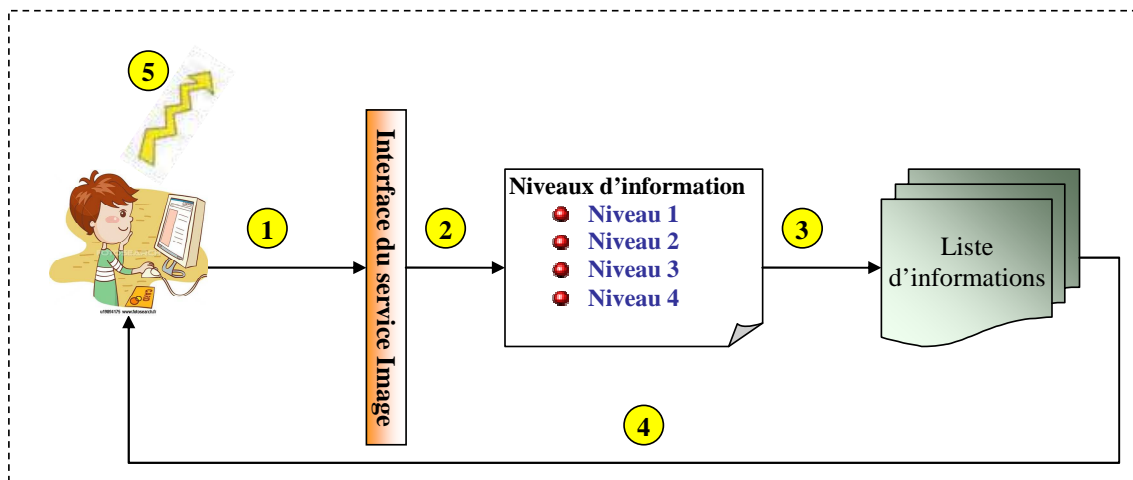 5
1
Interface du service Image
2
Niveaux d’information
Niveau 1
Niveau 2
Niveau 3
Niveau 4
3
Liste
d’informations
4